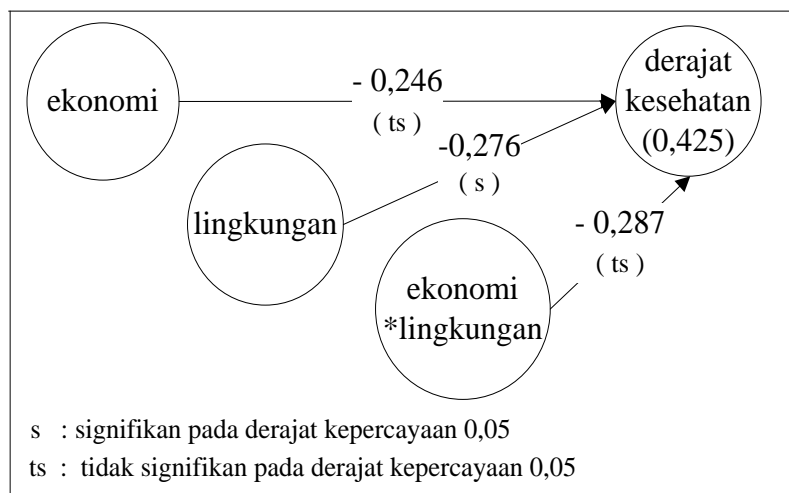 ekonomi
- 0,246
( ts )
derajat
kesehatan
(0,425)
lingkungan
-0,276
( s )
ekonomi
*lingkungan
- 0,287
( ts )
s : signifikan pada derajat kepercayaan 0,05
ts : tidak signifikan pada derajat kepercayaan 0,05